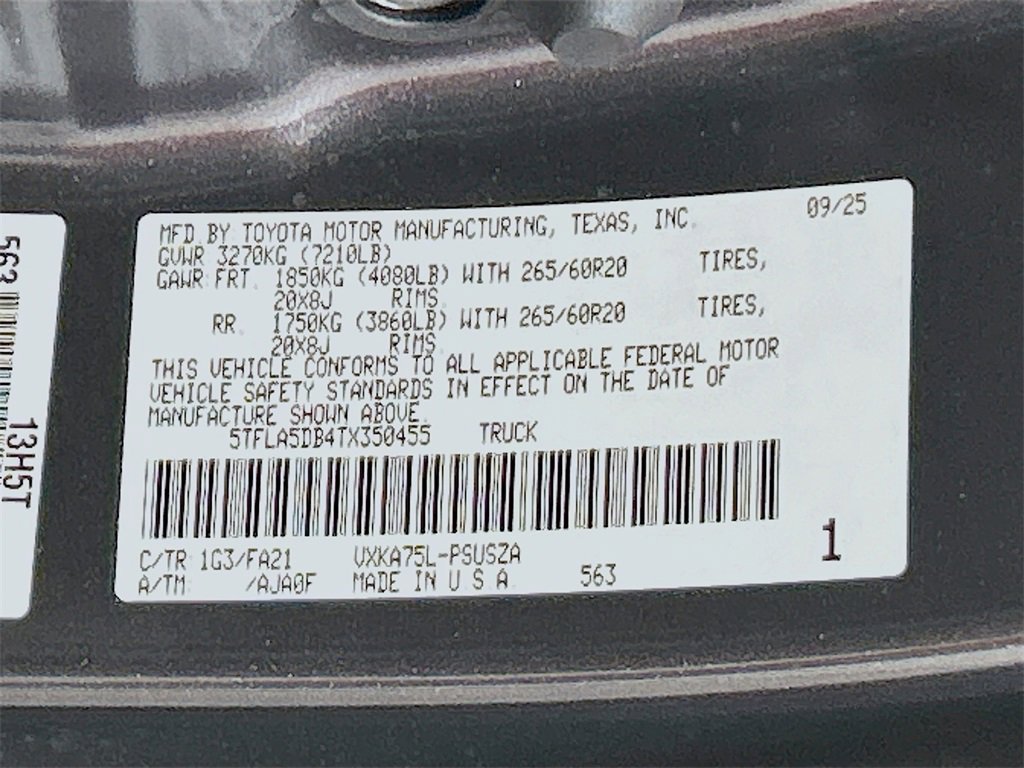 MFD. BY TOYOTA MOTOR MANUFACTURING, TEXAS, INC. 09/25
GVWR 3270KG (7210LB)
GAWR: FRT. 1850KG (4080LB) WITH 265/60R20 TIRES,
20X8J RIMS.
RR. 1750KG (3860LB) WITH 265/60R20 TIRES,
20X8J RIMS.
THIS VEHICLE CONFORMS TO ALL APPLICABLE FEDERAL MOTOR
VEHICLE SAFETY STANDARDS IN EFFECT ON THE DATE OF
MANUFACTURE SHOWN ABOVE.
5TFLA5DB4TX350455 TRUCK
C/TR: 1G3/FA21 VXKA75L-PSUSZA
A/TM: /AJA0F MADE IN U.S.A. 563
1
563
13H5T